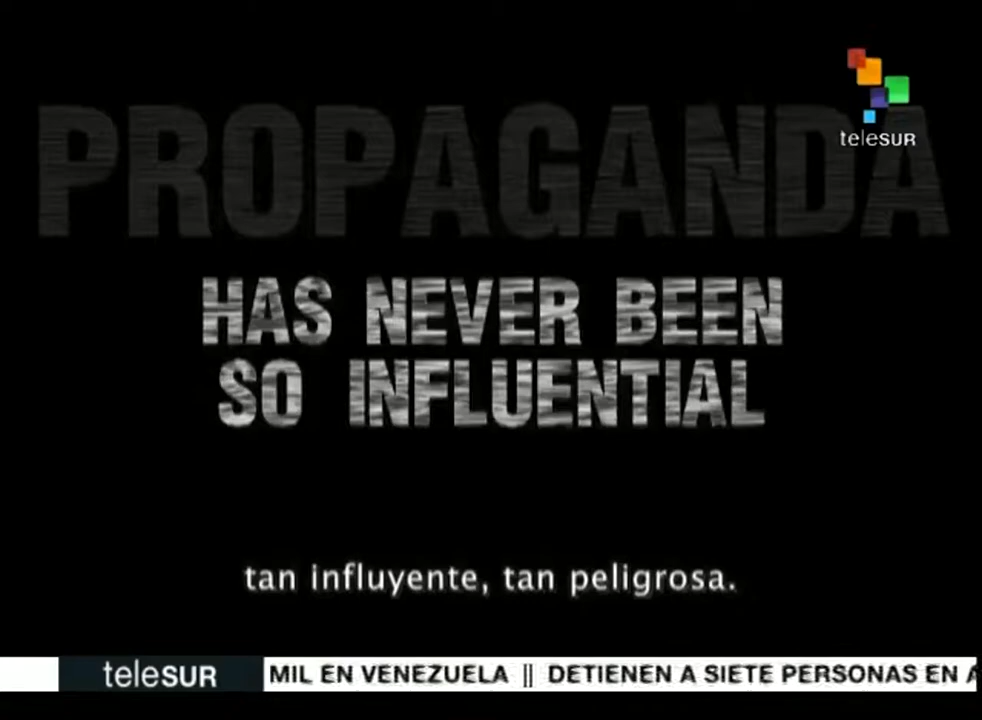 teleSUR
PROPAGANDA
HAS NEVER BEEN
SO INFLUENTIAL
tan influyente, tan peligrosa.
teleSUR MIL EN VENEZUELA || DETIENEN A SIETE PERSONAS EN